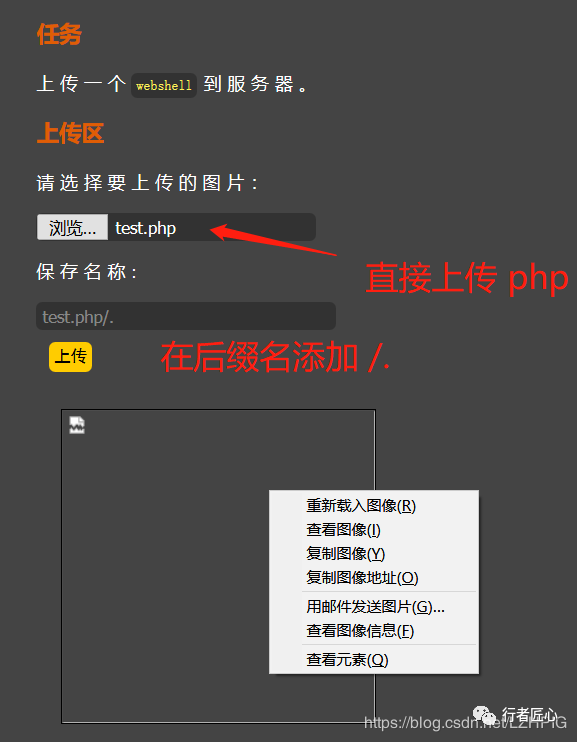 任务
上传一个 webshell 到服务器。
上传区
请选择要上传的图片：
浏览... test.php
直接上传 php
保存名称：
test.php/.
上传
在后缀名添加 /.
重新载入图像(R)
查看图像(I)
复制图像(Y)
复制图像地址(O)
用邮件发送图片(G)...
查看图像信息(F)
查看元素(Q)
行者匠心
https://blog.csdn.net/LZHPIG